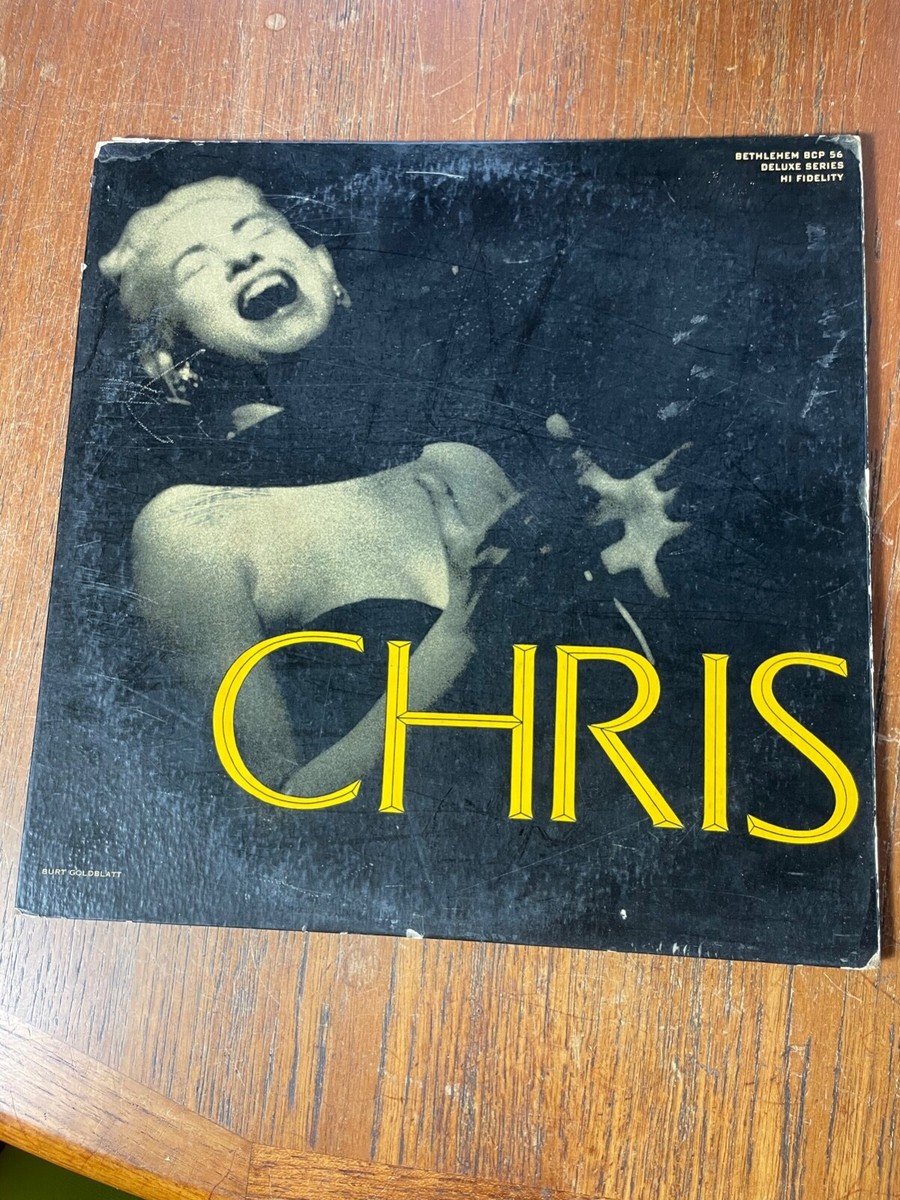 BETHLEHEM BCP 56
DELUXE SERIES
HI FIDELITY
CHRIS
BURT GOLDBLATT